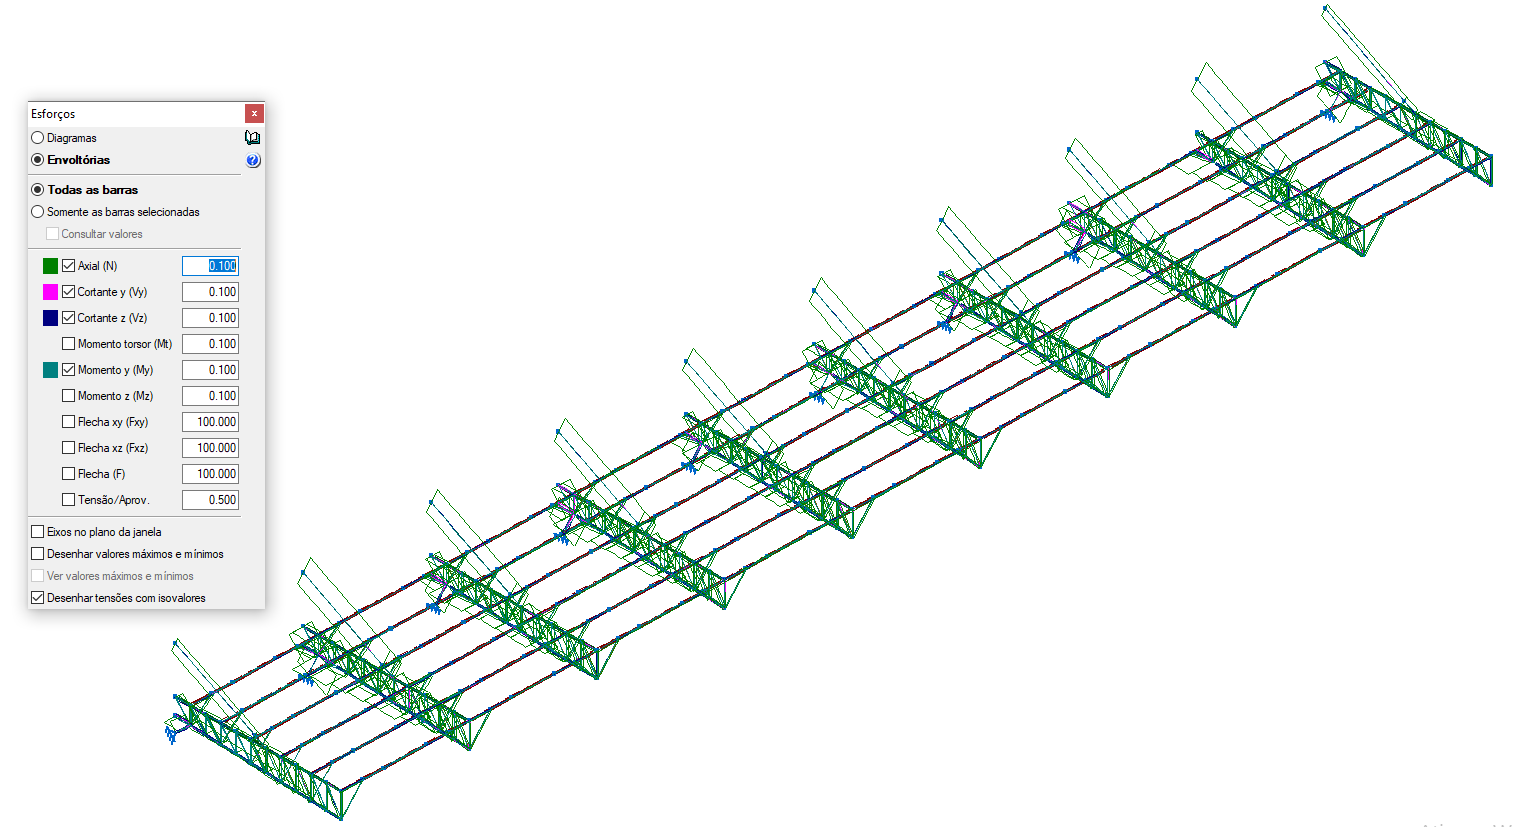 Esforços
x
Diagramas
Envoltórias
?
Todas as barras
Somente as barras selecionadas
Consultar valores
Axial (N) 0.100
Cortante y (Vy) 0.100
Cortante z (Vz) 0.100
Momento torsor (Mt) 0.100
Momento y (My) 0.100
Momento z (Mz) 0.100
Flecha xy (Fxy) 100.000
Flecha xz (Fxz) 100.000
Flecha (F) 100.000
Tensão/Aprov. 0.500
Eixos no plano da janela
Desenhar valores máximos e mínimos
Ver valores máximos e mínimos
Desenhar tensões com isovalores